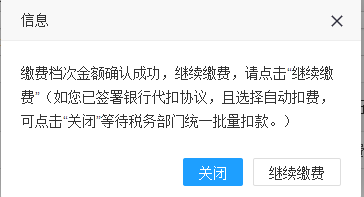 信息
缴费档次金额确认成功，继续缴费，请点击“继续缴
费”（如您已签署银行代扣协议，且选择自动扣费，
可点击“关闭”等待税务部门统一批量扣款。）
关闭
继续缴费